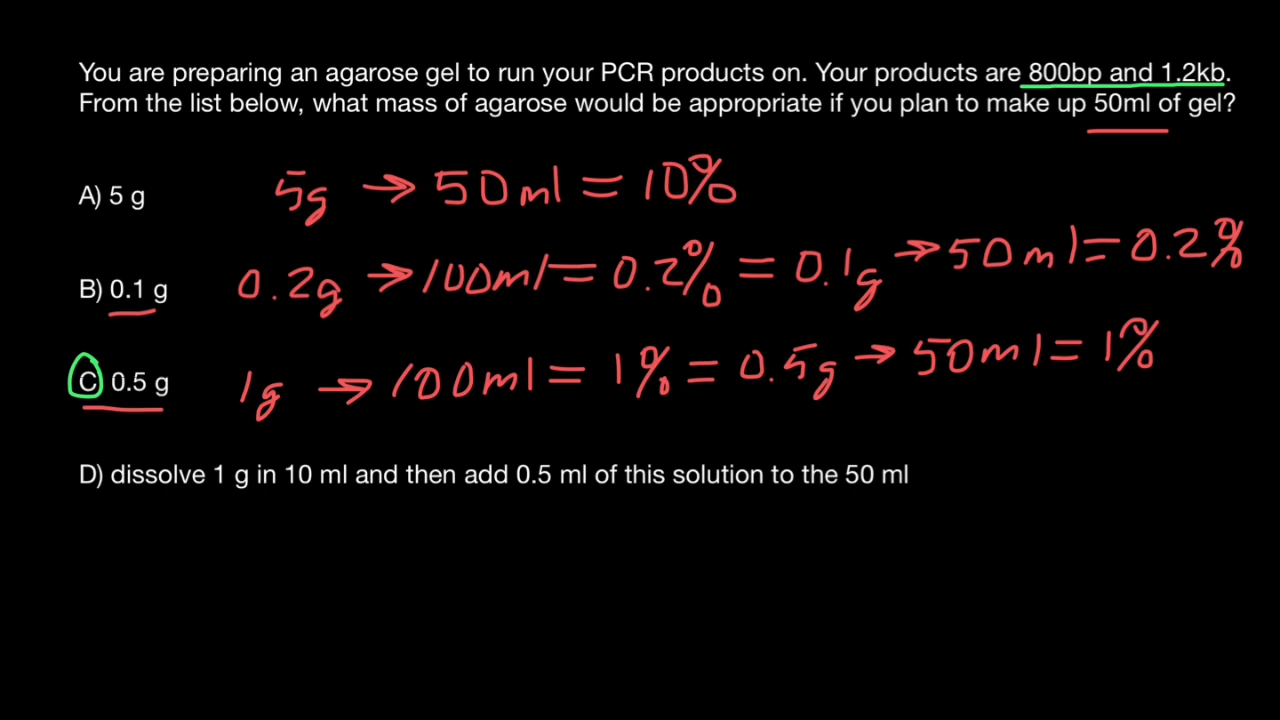 You are preparing an agarose gel to run your PCR products on. Your products are 800bp and 1.2kb.
From the list below, what mass of agarose would be appropriate if you plan to make up 50ml of gel?
A) 5 g 5g → 50ml = 10%
B) 0.1 g 0.2g → 100ml = 0.2% = 0.1g → 50ml = 0.2%
C) 0.5 g 1g → 100ml = 1% = 0.5g → 50ml = 1%
D) dissolve 1 g in 10 ml and then add 0.5 ml of this solution to the 50 ml